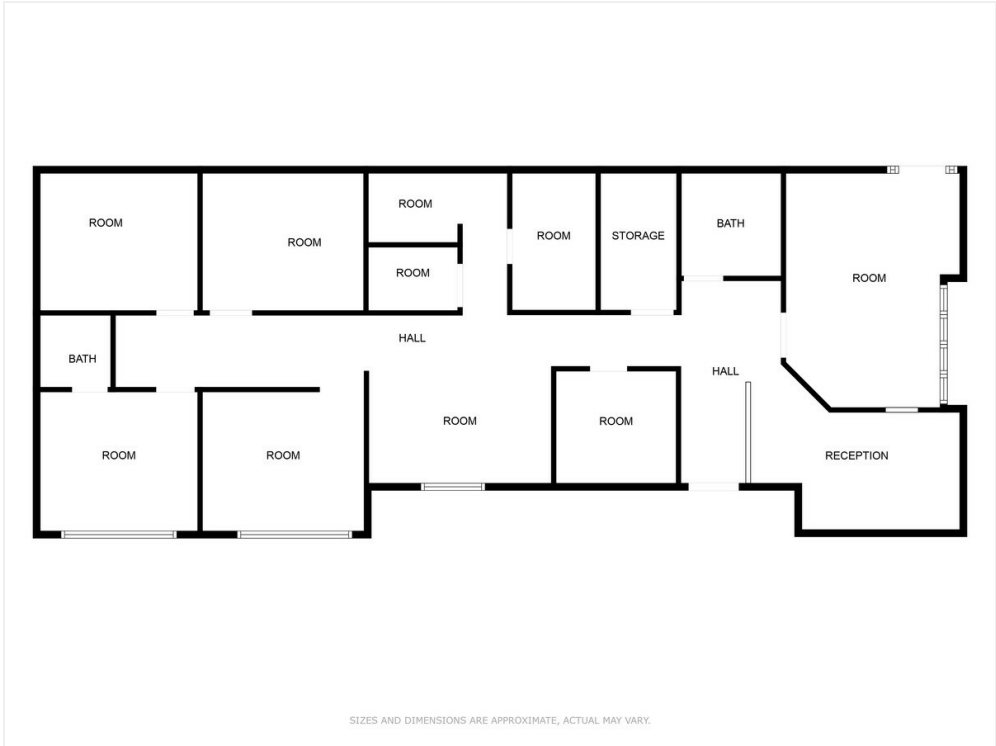 ROOM
ROOM
ROOM
ROOM
ROOM
STORAGE
BATH
ROOM
HALL
BATH
HALL
ROOM
ROOM
ROOM
ROOM
RECEPTION
SIZES AND DIMENSIONS ARE APPROXIMATE, ACTUAL MAY VARY.